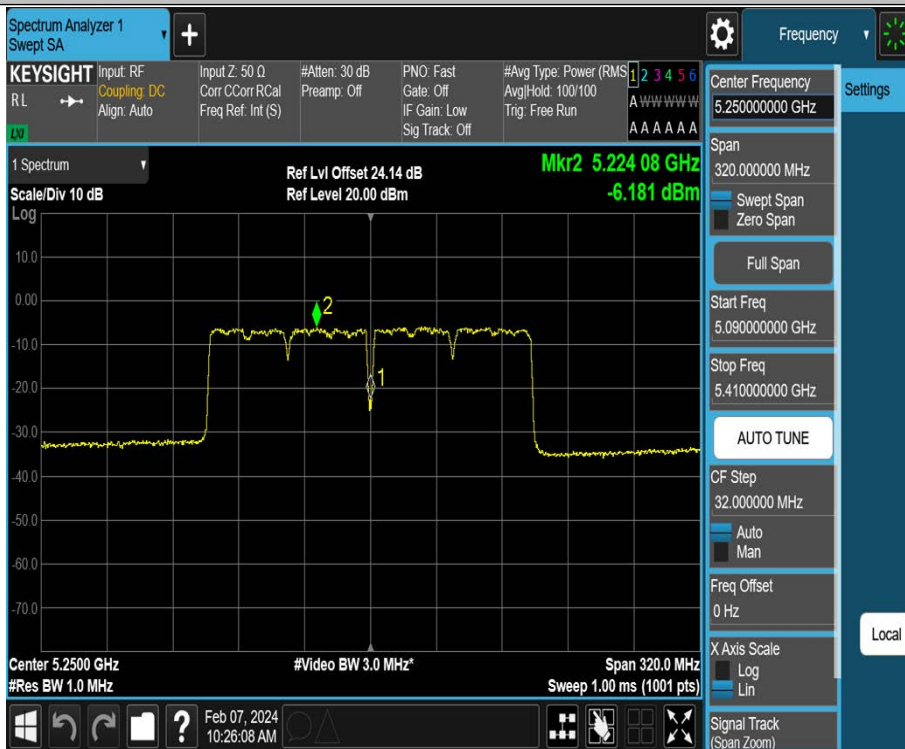 Spectrum Analyzer 1
Swept SA
Frequency
KEYSIGHT
RL
LXI
Input: RF
Coupling: DC
Align: Auto
Input Z: 50 Ω
Corr CCorr RCal
Freq Ref: Int (S)
#Atten: 30 dB
Preamp: Off
PNO: Fast
Gate: Off
IF Gain: Low
Sig Track: Off
#Avg Type: Power (RMS
Avg|Hold: 100/100
Trig: Free Run
1 2 3 4 5 6
A W W W W W
A A A A A A
1 Spectrum
Scale/Div 10 dB
Log
Ref Lvl Offset 24.14 dB
Ref Level 20.00 dBm
Mkr2 5.224 08 GHz
-6.181 dBm
10.0
0.00
-10.0
-20.0
-30.0
-40.0
-50.0
-60.0
-70.0
2
1
Center 5.2500 GHz
#Res BW 1.0 MHz
#Video BW 3.0 MHz*
Span 320.0 MHz
Sweep 1.00 ms (1001 pts)
?
Feb 07, 2024
10:26:08 AM
Center Frequency
5.250000000 GHz
Span
320.000000 MHz
Swept Span
Zero Span
Full Span
Start Freq
5.090000000 GHz
Stop Freq
5.410000000 GHz
AUTO TUNE
CF Step
32.000000 MHz
Auto
Man
Freq Offset
0 Hz
X Axis Scale
Log
Lin
Signal Track
(Span Zoom)
Settings
Local